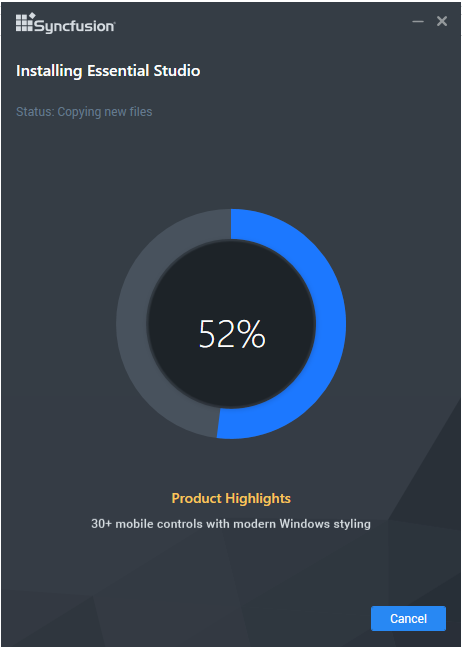 Syncfusion
Installing Essential Studio
Status: Copying new files
52%
Product Highlights
30+ mobile controls with modern Windows styling
Cancel